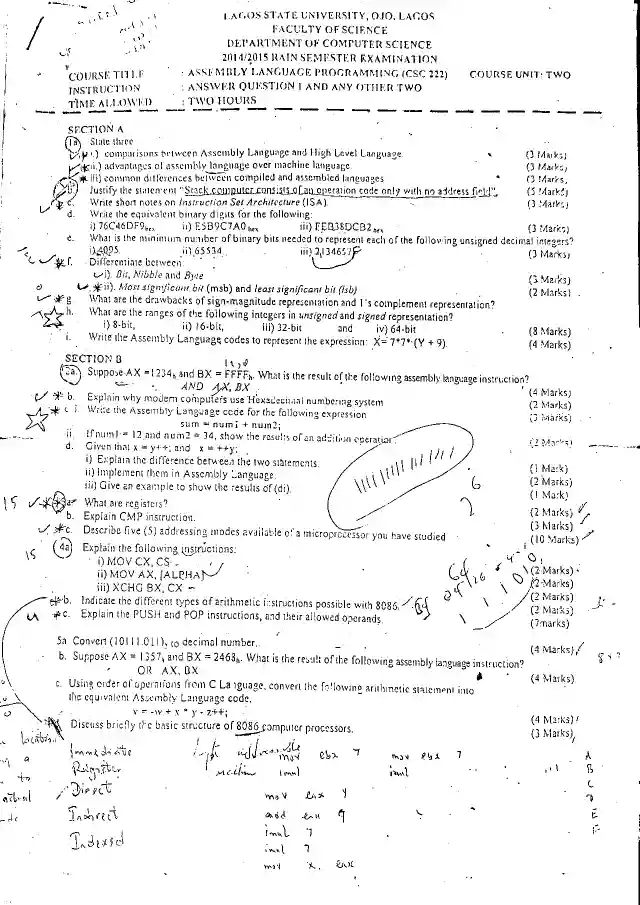 LAGOS STATE UNIVERSITY, OJO, LAGOS
FACULTY OF SCIENCE
DEPARTMENT OF COMPUTER SCIENCE
2014/2015 RAIN SEMESTER EXAMINATION
COURSE TITLE : ASSEMBLY LANGUAGE PROGRAMMING (CSC 222) COURSE UNIT: TWO
INSTRUCTION : ANSWER QUESTION 1 AND ANY OTHER TWO
TIME ALLOWED : TWO HOURS
SECTION A
1a State three
i.) comparisons between Assembly Language and High Level Language. (3 Marks)
ii.) advantages of assembly language over machine language. (3 Marks)
iii) common differences between compiled and assembled languages (3 Marks)
b. Justify the statement "Stack computer consists of an operation code only with no address field". (5 Marks)
c. Write short notes on Instruction Set Architecture (ISA). (3 Marks)
d. Write the equivalent binary digits for the following:
i) 76C46DF9hex ii) E5B9C7A0hex iii) FEB38DCB2hex (3 Marks)
e. What is the minimum number of binary bits needed to represent each of the following unsigned decimal integers?
i) 4095 ii) 65534 iii) 2134657 (3 Marks)
f. Differentiate between:
i). Bit, Nibble and Byte (3 Marks)
ii). Most significant bit (msb) and least significant bit (lsb) (2 Marks)
g What are the drawbacks of sign-magnitude representation and 1's complement representation?
h. What are the ranges of the following integers in unsigned and signed representation?
i) 8-bit, ii) 16-bit, iii) 32-bit and iv) 64-bit (8 Marks)
i. Write the Assembly Language codes to represent the expression: X= 7*7*(Y + 9). (4 Marks)
SECTION B
2a. Suppose AX =1234h and BX = FFFFh. What is the result of the following assembly language instruction?
AND AX, BX (4 Marks)
b. Explain why modern computers use Hexadecimal numbering system (2 Marks)
c i. Write the Assembly Language code for the following expression (3 Marks)
sum = num1 + num2;
ii. If num1 = 12 and num2 = 34, show the results of an addition operation. (2 Marks)
d. Given that x = y++; and x = ++y;
i) Explain the difference between the two statements. (1 Mark)
ii) Implement them in Assembly Language. (2 Marks)
iii) Give an example to show the results of (di). (1 Mark)
15 3a. What are registers? (2 Marks)
b. Explain CMP instruction. (3 Marks)
c. Describe five (5) addressing modes available of a microprocessor you have studied (10 Marks)
15 4a Explain the following instructions:
i) MOV CX, CS (2 Marks)
ii) MOV AX, [ALPHA] (2 Marks)
iii) XCHG BX, CX (2 Marks)
b. Indicate the different types of arithmetic instructions possible with 8086. (2 Marks)
c. Explain the PUSH and POP instructions, and their allowed operands (7marks)
5a. Convert (10111.011)2 to decimal number. (4 Marks)
b. Suppose AX = 1357h and BX = 2468h. What is the result of the following assembly language instruction?
OR AX, BX (4 Marks)
c. Using order of operations from C Language, convert the following arithmetic statement into
the equivalent Assembly Language code,
v = -w + x * y - z++; (4 Marks)
Discuss briefly the basic structure of 8086 computer processors. (3 Marks)
Immediate
Register
Direct
Indirect
Indexed
mov ebx 7
imul
mov eax Y
add eax 9
imul 7
imul 7
mov x, eax
mov ebx 7
imul
A
B
C
D
E
F